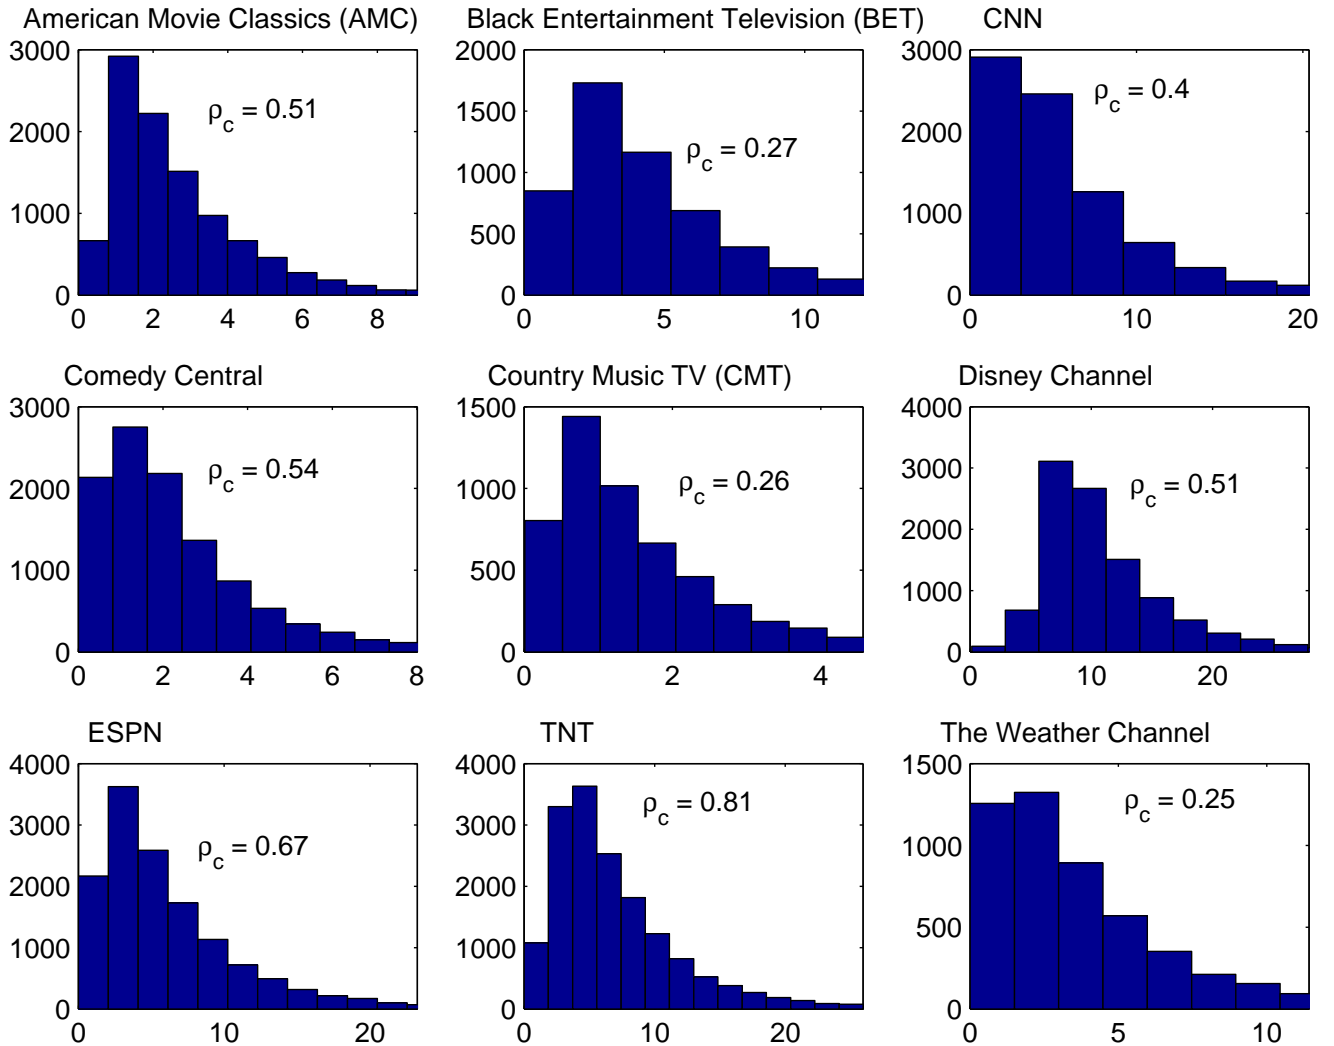 American Movie Classics (AMC)
Black Entertainment Television (BET)
CNN
3000
2000
1000
0
0 2 4 6 8
ρc = 0.51
2000
1500
1000
500
0
0 5 10
ρc = 0.27
3000
2000
1000
0
0 10 20
ρc = 0.4
Comedy Central
Country Music TV (CMT)
Disney Channel
3000
2000
1000
0
0 2 4 6 8
ρc = 0.54
1500
1000
500
0
0 2 4
ρc = 0.26
4000
3000
2000
1000
0
0 10 20
ρc = 0.51
ESPN
TNT
The Weather Channel
4000
3000
2000
1000
0
0 10 20
ρc = 0.67
4000
3000
2000
1000
0
0 10 20
ρc = 0.81
1500
1000
500
0
0 5 10
ρc = 0.25